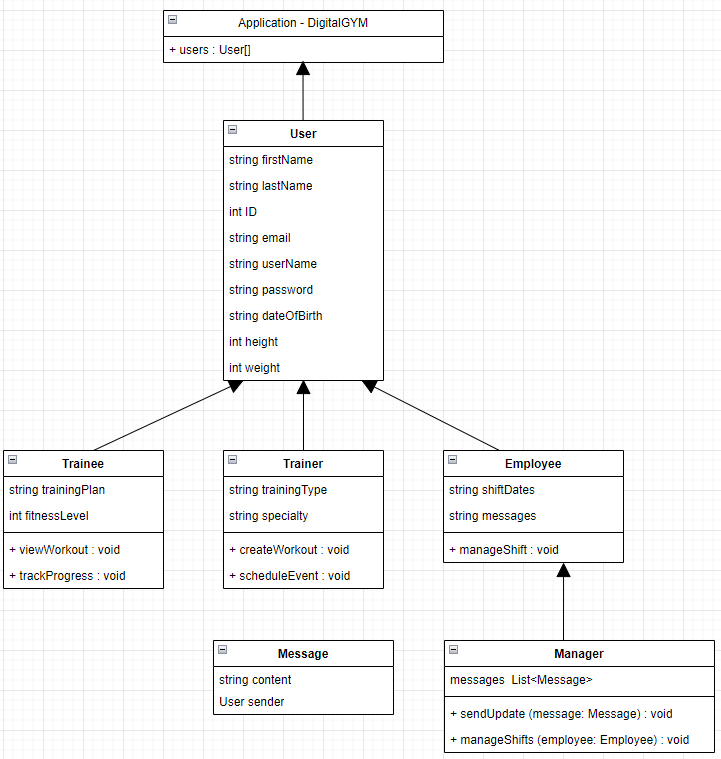 Application - DigitalGYM
+ users : User[]
User
string firstName
string lastName
int ID
string email
string userName
string password
string dateOfBirth
int height
int weight
Trainee
string trainingPlan
int fitnessLevel
+ viewWorkout : void
+ trackProgress : void
Trainer
string trainingType
string specialty
+ createWorkout : void
+ scheduleEvent : void
Employee
string shiftDates
string messages
+ manageShift : void
Message
string content
User sender
Manager
messages  List<Message>
+ sendUpdate (message: Message) : void
+ manageShifts (employee: Employee) : void